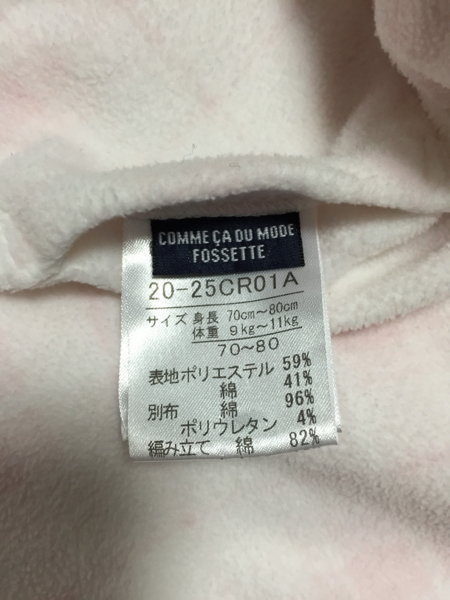 COMME ÇA DU MODE
FOSSETTE
20-25CR01A
サイズ 身長 70cm～80cm
体重 9kg～11kg
70～80
表地 ポリエステル 59%
綿 41%
別布 綿 96%
ポリウレタン 4%
編み立て 綿 82%